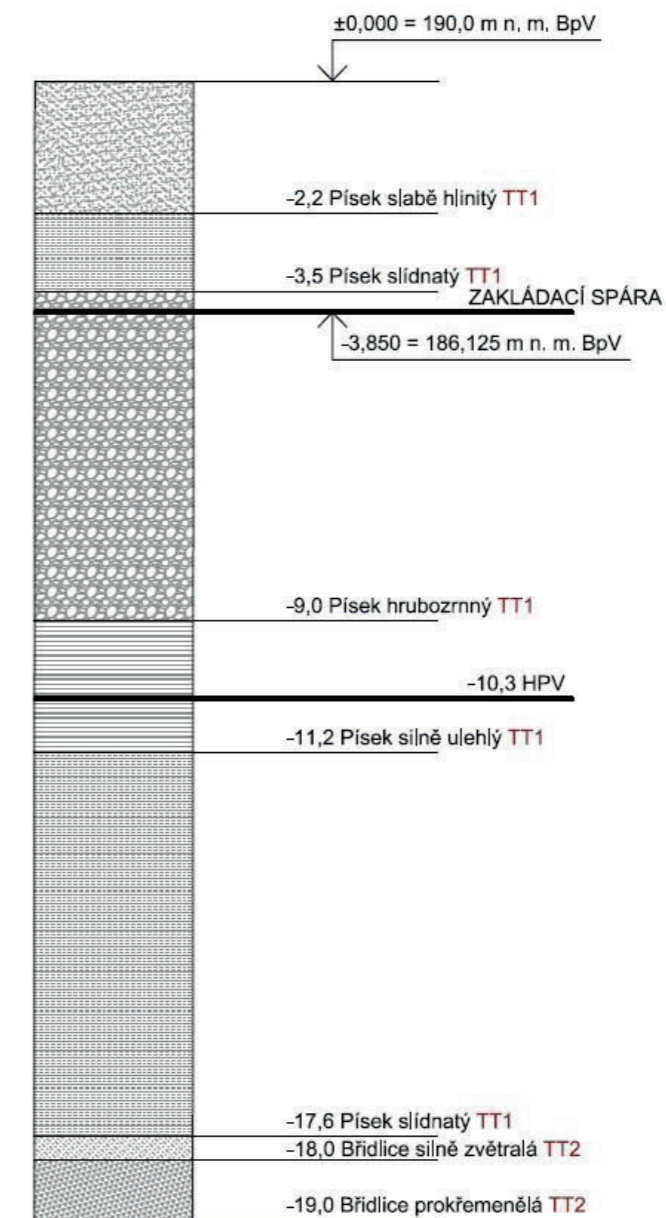 ±0,000 = 190,0 m n. m. BpV
-2,2 Písek slabě hlinitý TT1
-3,5 Písek slídnatý TT1
ZAKLÁDACÍ SPÁRA
-3,850 = 186,125 m n. m. BpV
-9,0 Písek hrubozrnný TT1
-10,3 HPV
-11,2 Písek silně ulehlý TT1
-17,6 Písek slídnatý TT1
-18,0 Břidlice silně zvětralá TT2
-19,0 Břidlice prokřemenělá TT2